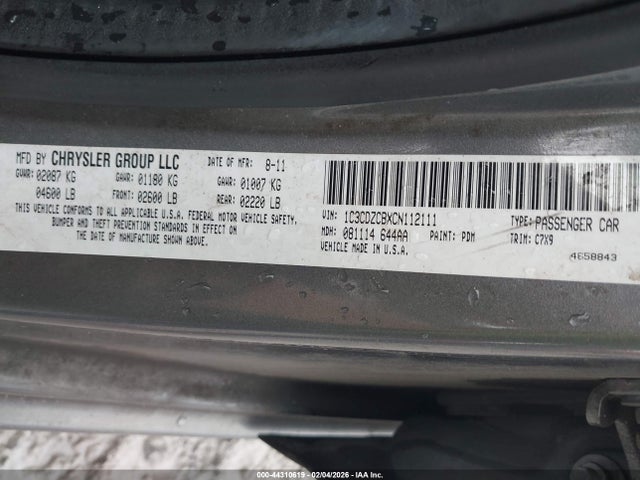 MFD BY CHRYSLER GROUP LLC DATE OF MFR: 8-11
GVWR: 02087 KG GAWR: 01180 KG GAWR: 01007 KG
04600 LB FRONT: 02600 LB REAR: 02220 LB
THIS VEHICLE CONFORMS TO ALL APPLICABLE U.S.A. FEDERAL MOTOR VEHICLE SAFETY,
BUMPER AND THEFT PREVENTION STANDARDS IN EFFECT ON THE DATE OF MANUFACTURE SHOWN ABOVE.
VIN: 1C3CDZCBXCN112111 TYPE: PASSENGER CAR
MDH: 081114 644AA PAINT: PDM TRIM: C7X9
VEHICLE MADE IN U.S.A. 4658843
000-44310619 - 02/04/2026 - IAA Inc.